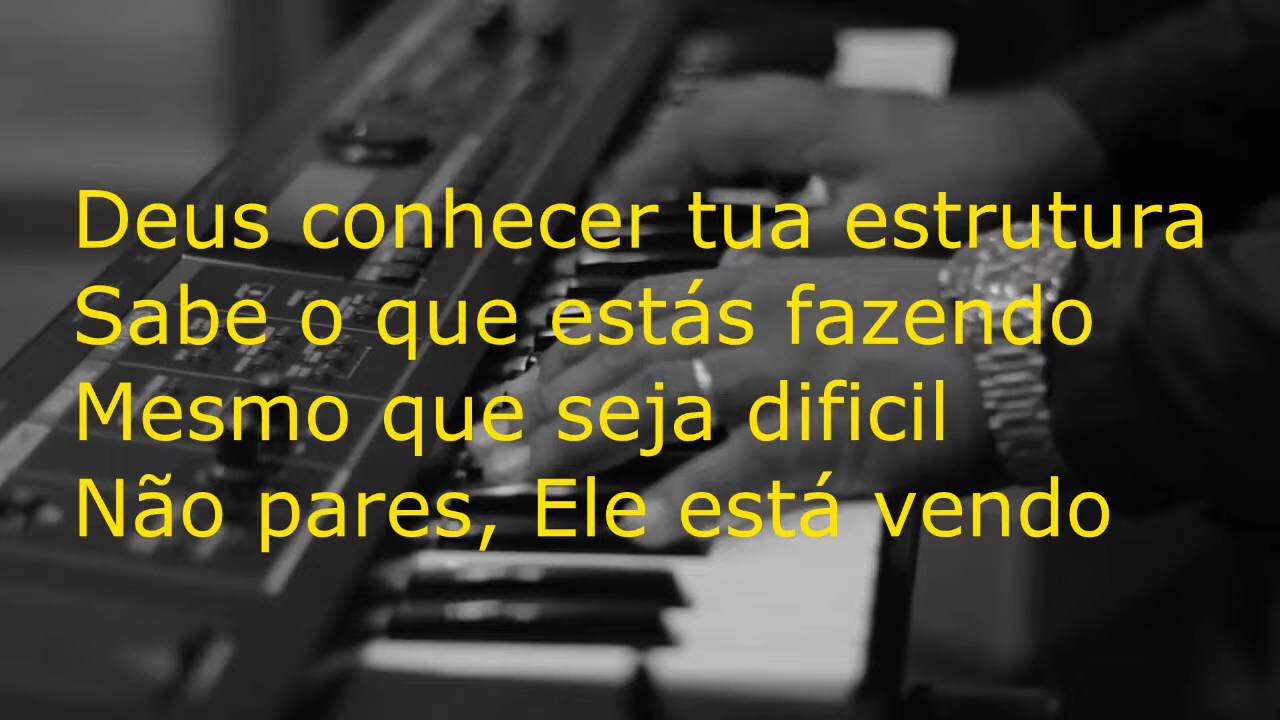 Deus conhecer tua estrutura
Sabe o que estás fazendo
Mesmo que seja dificil
Não pares, Ele está vendo